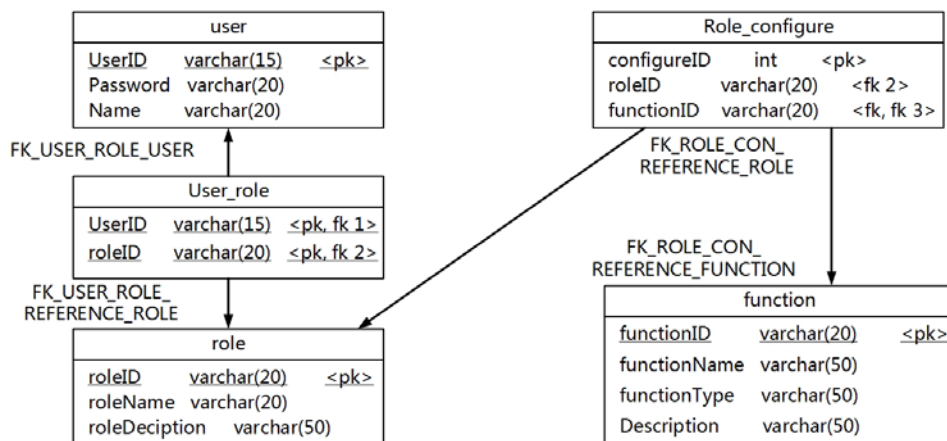 user
UserID varchar(15) <pk>
Password varchar(20)
Name varchar(20)
FK_USER_ROLE_USER
User_role
UserID varchar(15) <pk, fk 1>
roleID varchar(20) <pk, fk 2>
FK_USER_ROLE_
REFERENCE_ROLE
role
roleID varchar(20) <pk>
roleName varchar(20)
roleDeciption varchar(50)
Role_configure
configureID int <pk>
roleID varchar(20) <fk 2>
functionID varchar(20) <fk, fk 3>
FK_ROLE_CON_
REFERENCE_ROLE
FK_ROLE_CON_
REFERENCE_FUNCTION
function
functionID varchar(20) <pk>
functionName varchar(50)
functionType varchar(50)
Description varchar(50)